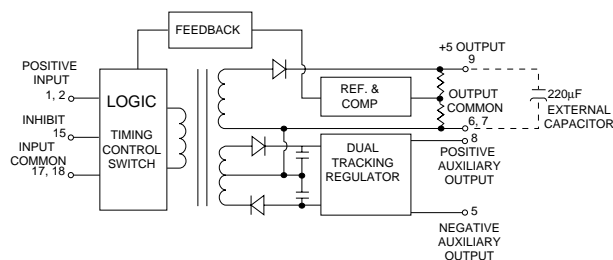 FEEDBACK
+5 OUTPUT
9
POSITIVE
INPUT
1, 2
LOGIC
REF. &
COMP
OUTPUT
COMMON
220µF
EXTERNAL
CAPACITOR
INHIBIT
15
TIMING
CONTROL
SWITCH
6, 7
INPUT
COMMON
17, 18
DUAL
TRACKING
REGULATOR
8
POSITIVE
AUXILIARY
OUTPUT
5
NEGATIVE
AUXILIARY
OUTPUT